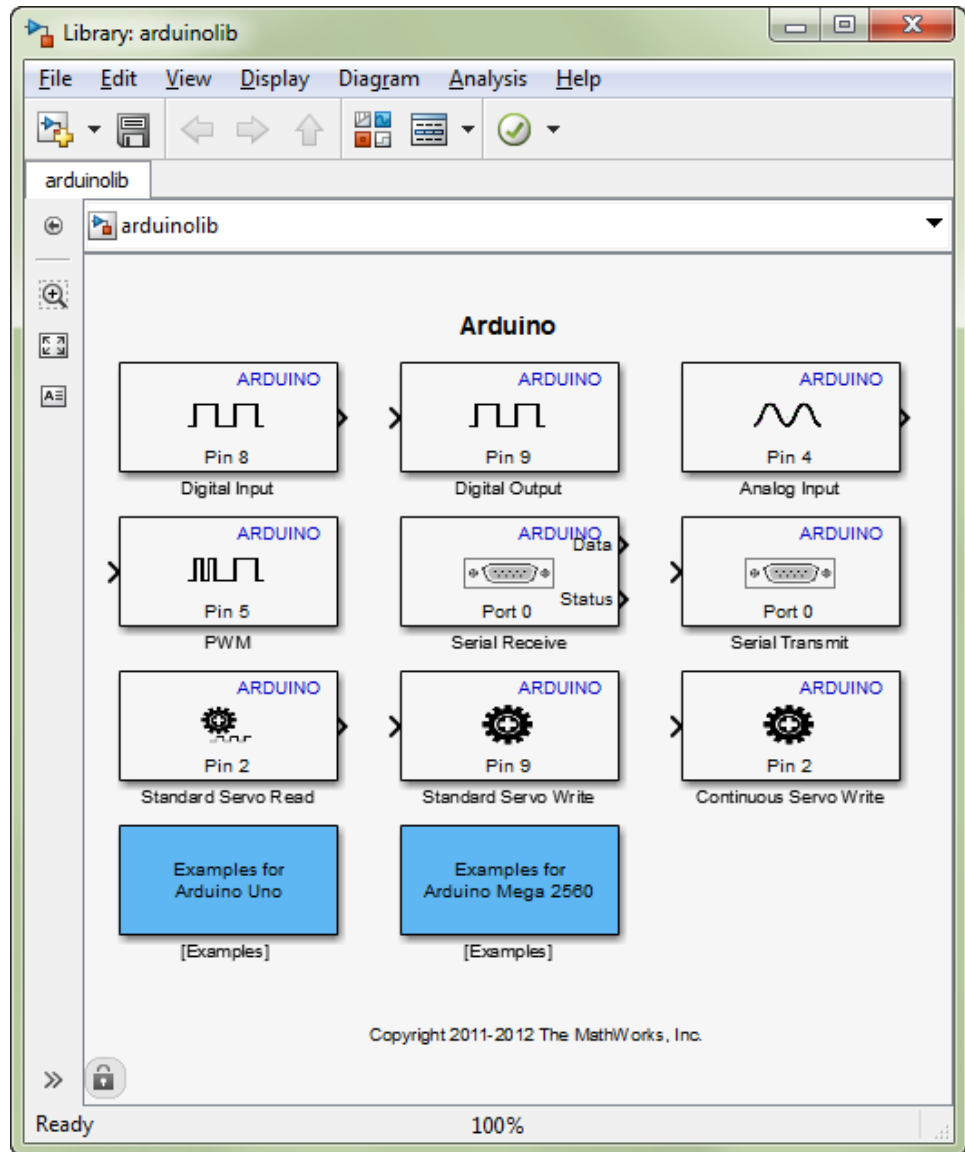 Library: arduinolib
File Edit View Display Diagram Analysis Help
arduinolib
arduinolib
Arduino
ARDUINO ARDUINO ARDUINO
Pin 8 Pin 9 Pin 4
Digital Input Digital Output Analog Input
ARDUINO ARDUINO ARDUINO
Data
Status
Pin 5 Port 0 Port 0
PWM Serial Receive Serial Transmit
ARDUINO ARDUINO ARDUINO
Pin 2 Pin 9 Pin 2
Standard Servo Read Standard Servo Write Continuous Servo Write
Examples for Examples for
Arduino Uno Arduino Mega 2560
[Examples] [Examples]
Copyright 2011-2012 The MathWorks, Inc.
Ready 100%